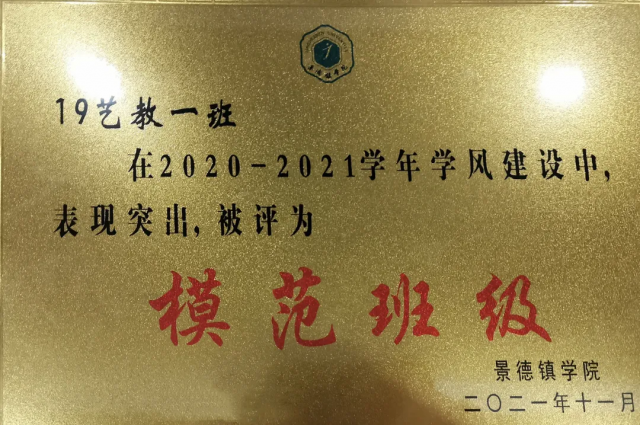 19艺教一班
在2020-2021学年学风建设中,
表现突出, 被评为
模范班级
景德镇学院
二〇二一年十一月